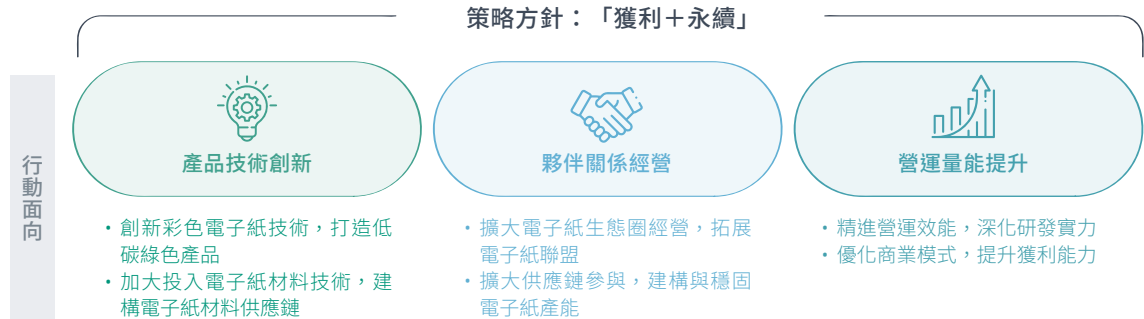 策略方針：「獲利＋永續」
行動面向
產品技術創新
・創新彩色電子紙技術，打造低
碳綠色產品
・加大投入電子紙材料技術，建
構電子紙材料供應鏈
夥伴關係經營
・擴大電子紙生態圈經營，拓展
電子紙聯盟
・擴大供應鏈參與，建構與穩固
電子紙產能
營運量能提升
・精進營運效能，深化研發實力
・優化商業模式，提升獲利能力